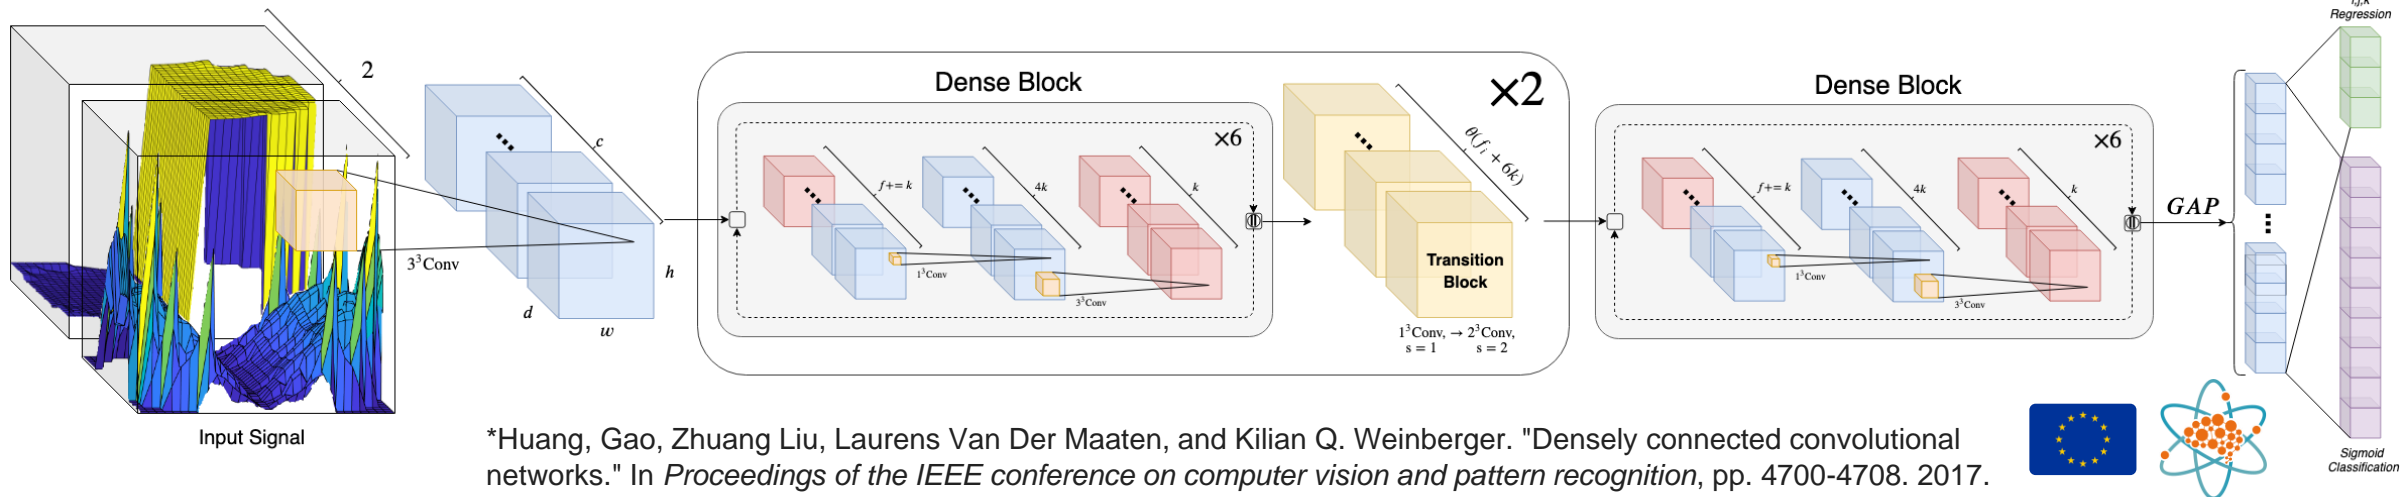 2
3³Conv
Input Signal
c
h
d
w
Dense Block
×6
f+= k
4k
k
1³Conv
3³Conv
×2
θ(fᵢ + 6k)
Transition
Block
1³Conv, → 2³Conv,
s = 1 s = 2
Dense Block
×6
f+= k
4k
k
1³Conv
3³Conv
GAP
i,j,k
Regression
Sigmoid
Classification
*Huang, Gao, Zhuang Liu, Laurens Van Der Maaten, and Kilian Q. Weinberger. "Densely connected convolutional
networks." In Proceedings of the IEEE conference on computer vision and pattern recognition, pp. 4700-4708. 2017.